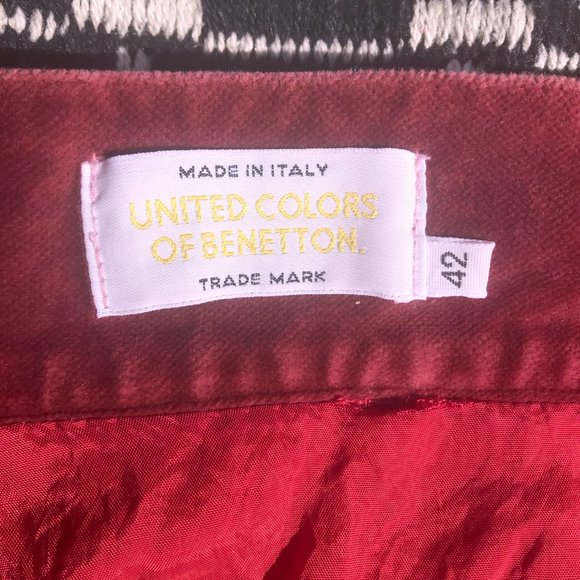 MADE IN ITALY
UNITED COLORS
OF BENETTON.
TRADE MARK
42